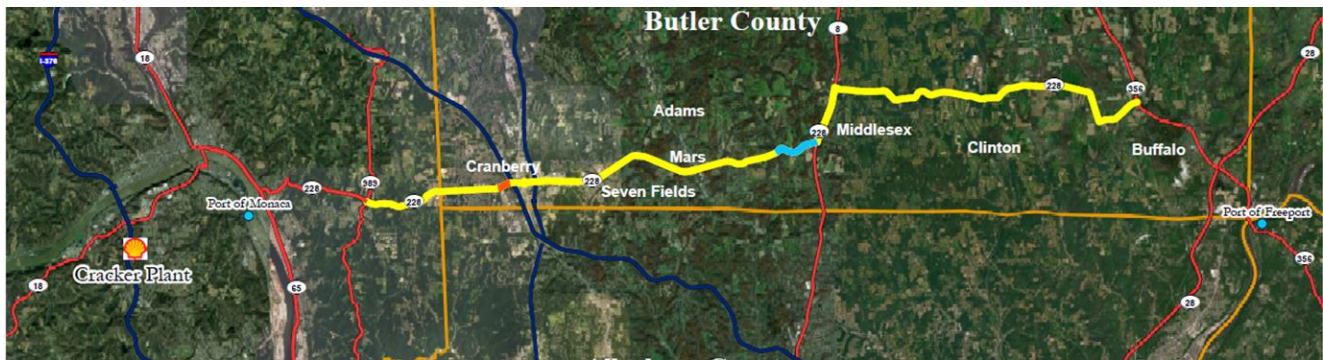 Butler County
8
18
I-376
28
228
356
Adams
228
Middlesex
Clinton
Buffalo
Mars
Cranberry
989
228
228
Seven Fields
228
Port of Monaca
Port of Freeport
Cracker Plant
356
18
65
28